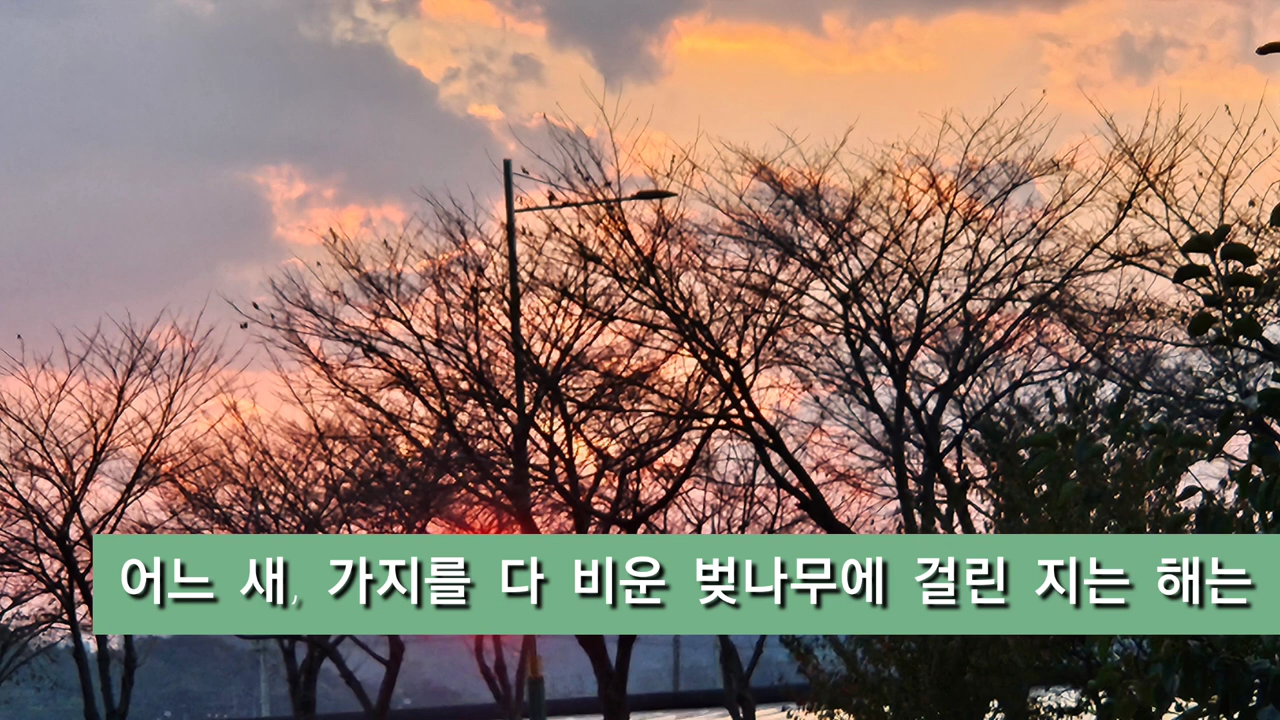 어느 새, 가지를 다 비운 벚나무에 걸린 지는 해는